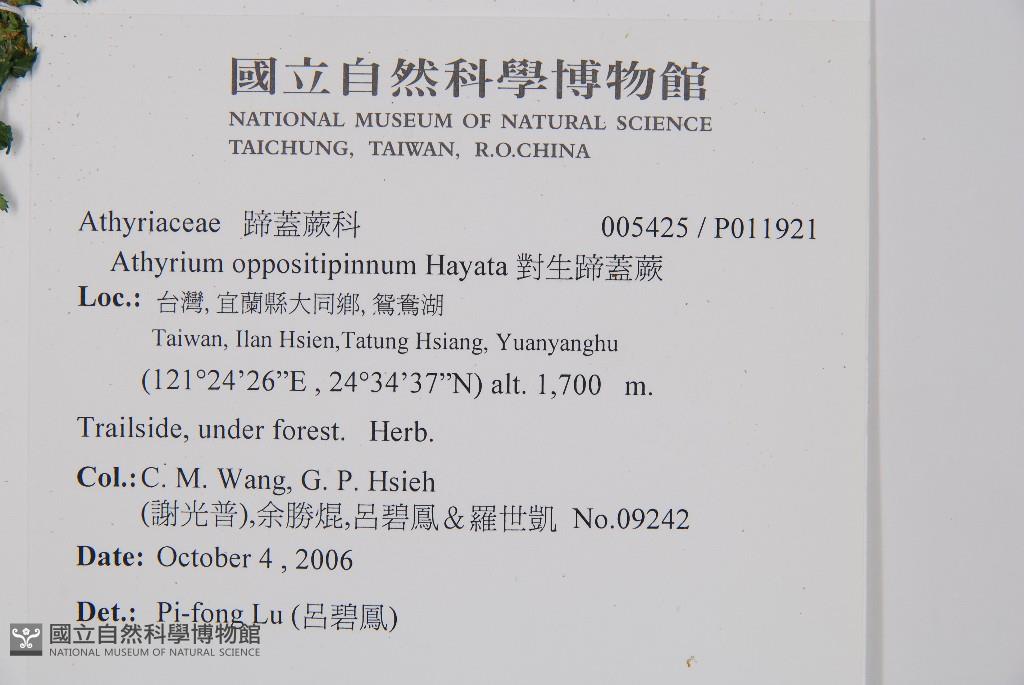 國立自然科學博物館
NATIONAL MUSEUM OF NATURAL SCIENCE
TAICHUNG, TAIWAN, R.O.CHINA
Athyriaceae 蹄蓋蕨科 005425 / P011921
Athyrium oppositipinnum Hayata 對生蹄蓋蕨
Loc.: 台灣, 宜蘭縣大同鄉, 鴛鴦湖
Taiwan, Ilan Hsien,Tatung Hsiang, Yuanyanghu
(121°24’26”E , 24°34’37”N) alt. 1,700 m.
Trailside, under forest. Herb.
Col.: C. M. Wang, G. P. Hsieh
(謝光普),余勝焜,呂碧鳳＆羅世凱 No.09242
Date: October 4 , 2006
Det.: Pi-fong Lu (呂碧鳳)
國立自然科學博物館
NATIONAL MUSEUM OF NATURAL SCIENCE